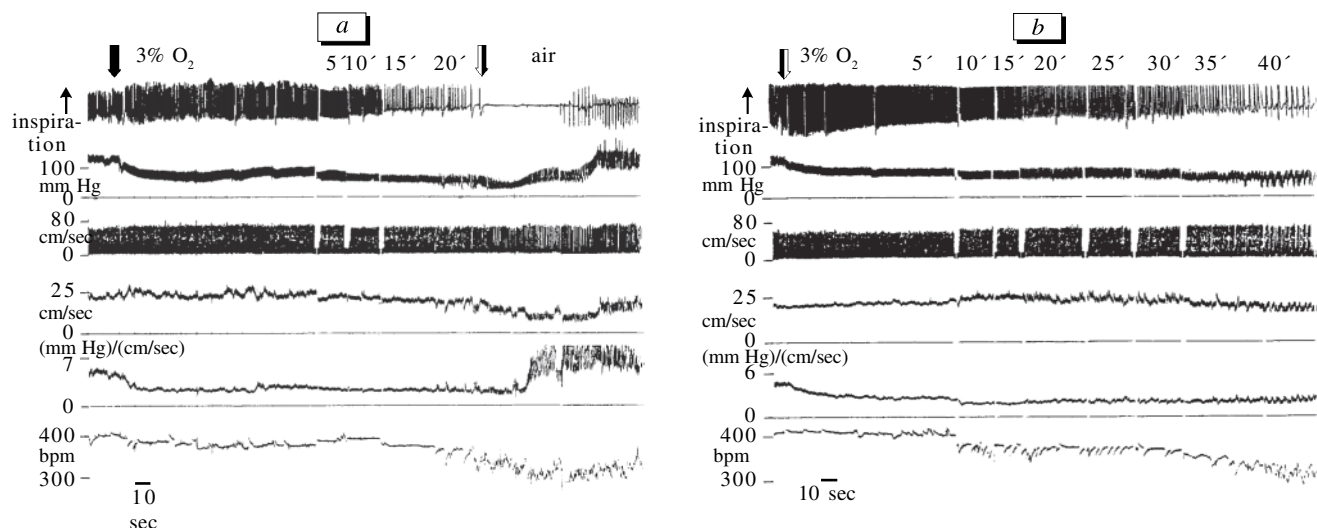 a
3% O2
5´ 10´ 15´ 20´
air
inspira-
tion
100
mm Hg
0
80
cm/sec
0
25
cm/sec
0
(mm Hg)/(cm/sec)
7
0
400
bpm
300
10
sec
b
3% O2
5´ 10´ 15´ 20´ 25´ 30´ 35´ 40´
inspira-
tion
100
mm Hg
0
80
cm/sec
0
25
cm/sec
0
(mm Hg)/(cm/sec)
6
0
400
bpm
300
10 sec